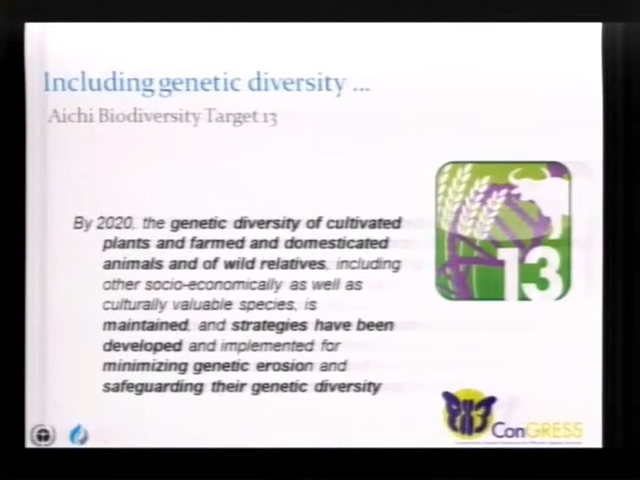 Including genetic diversity ...
Aichi Biodiversity Target 13
By 2020, the genetic diversity of cultivated
plants and farmed and domesticated
animals and of wild relatives, including
other socio-economically as well as
culturally valuable species, is
maintained, and strategies have been
developed and implemented for
minimizing genetic erosion and
safeguarding their genetic diversity
13
ConGRESS